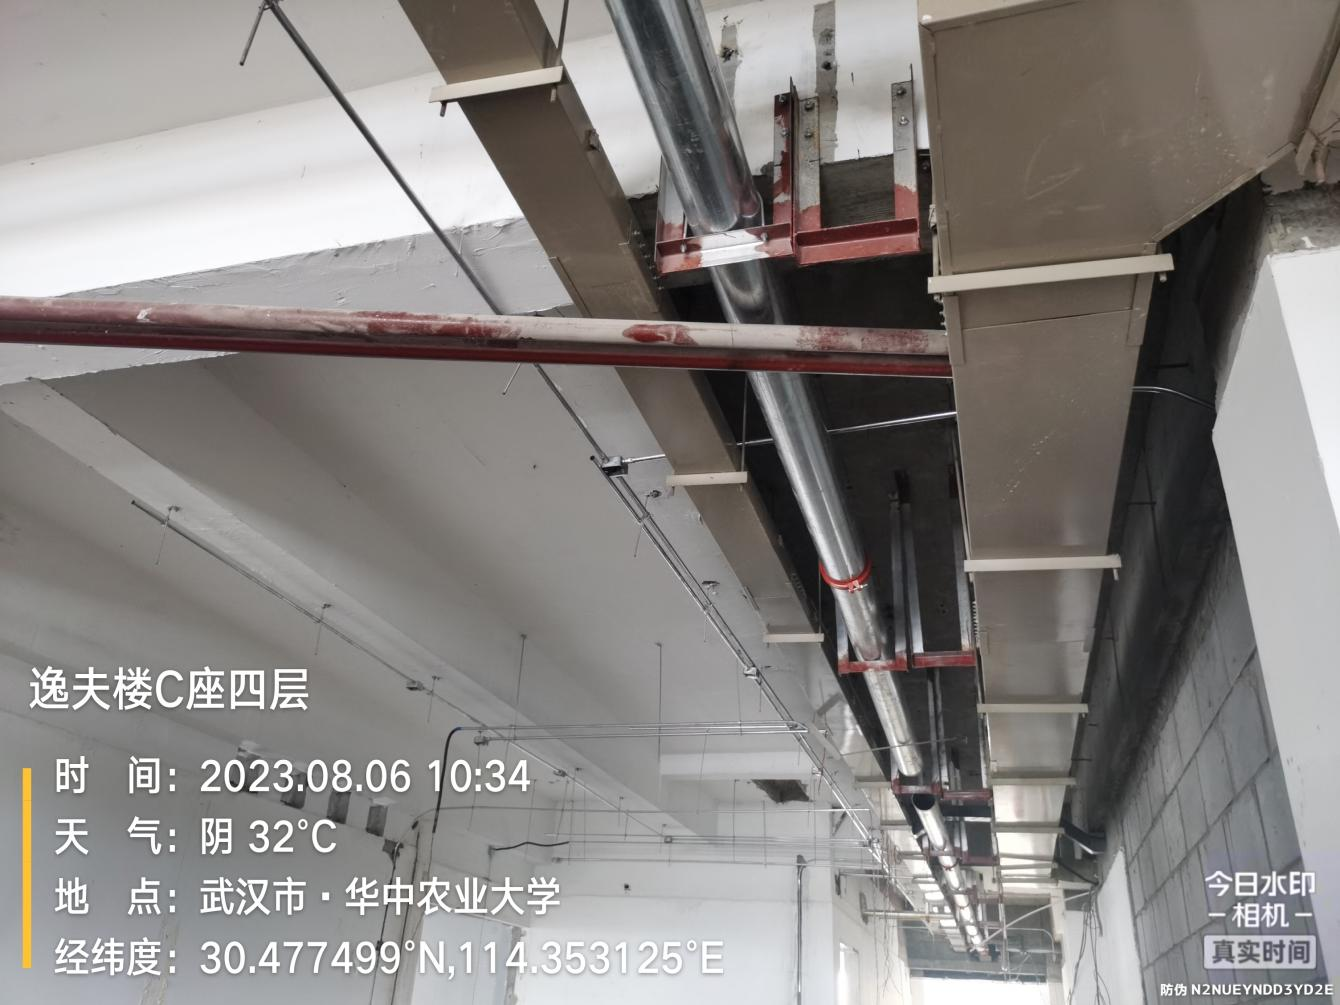 逸夫楼C座四层
时 间：2023.08.06 10:34
天 气：阴 32°C
地 点：武汉市·华中农业大学
经纬度：30.477499°N,114.353125°E
今日水印
相机
真实时间
防伪 N2NUEYNDD3YD2E